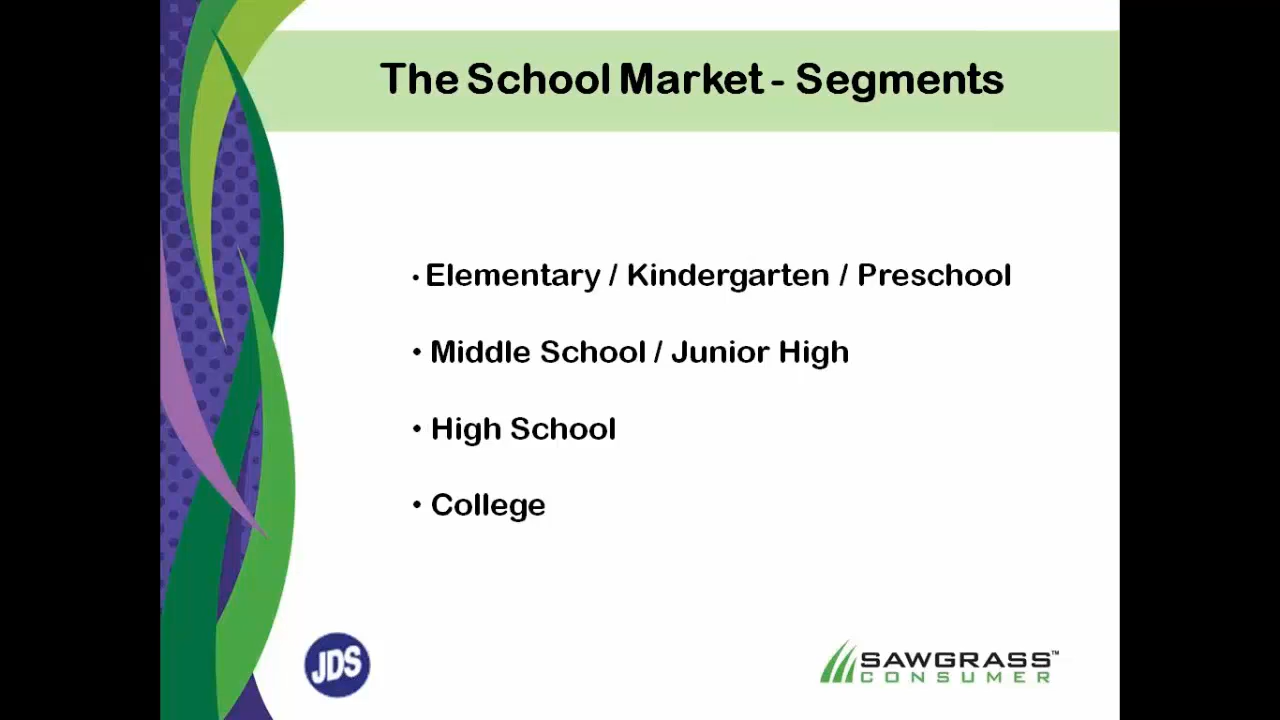 The School Market - Segments
• Elementary / Kindergarten / Preschool
• Middle School / Junior High
• High School
• College
JDS
SAWGRASS™
CONSUMER